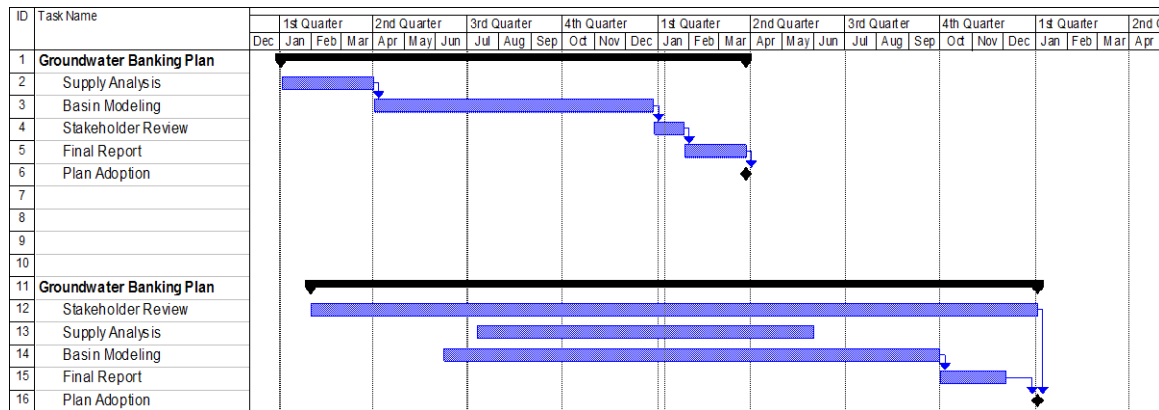 ID Task Name
1st Quarter 2nd Quarter 3rd Quarter 4th Quarter 1st Quarter 2nd Quarter 3rd Quarter 4th Quarter 1st Quarter 2nd Q
Dec Jan Feb Mar Apr May Jun Jul Aug Sep Oct Nov Dec Jan Feb Mar Apr May Jun Jul Aug Sep Oct Nov Dec Jan Feb Mar Apr
1 Groundwater Banking Plan
2 Supply Analysis
3 Basin Modeling
4 Stakeholder Review
5 Final Report
6 Plan Adoption
7
8
9
10
11 Groundwater Banking Plan
12 Stakeholder Review
13 Supply Analysis
14 Basin Modeling
15 Final Report
16 Plan Adoption